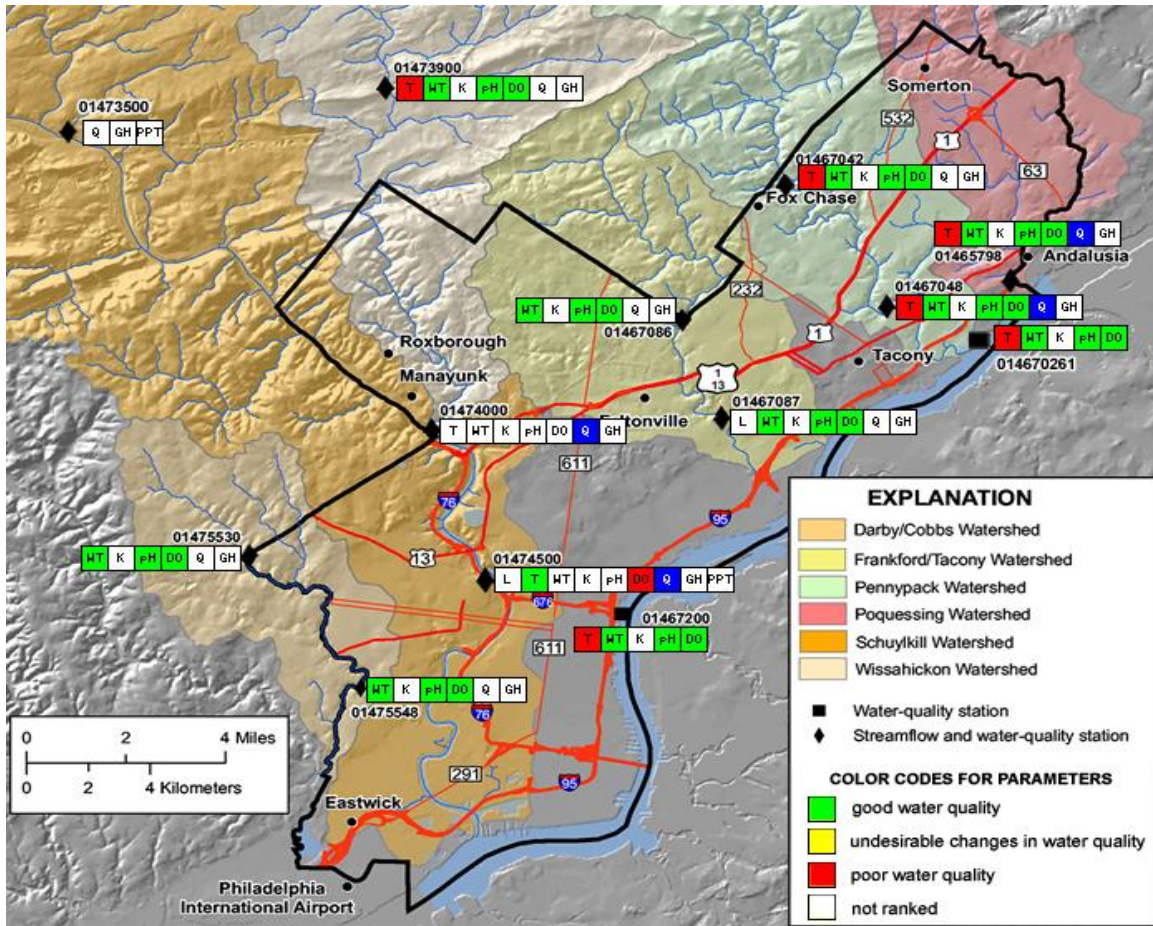 01473900
T WT K pH DO Q GH
01473500
Q GH PPT
Somerton
532
1
63
01467042
T WT K pH DO Q GH
Fox Chase
T WT K pH DO Q GH
01465798
Andalusia
232
01467048
T WT K pH DO Q GH
WT K pH DO Q GH
01467086
1
T WT K pH DO
014670261
Tacony
Roxborough
Manayunk
1
13
01474000
T WT K pH DO Q GH
01467087
L WT K pH DO Q GH
611
76
95
01475530
WT K pH DO Q GH
13
01474500
L T WT K pH DO Q GH PPT
676
01467200
T WT K pH DO
611
WT K pH DO Q GH
01475548
76
291
95
Eastwick
Philadelphia
International Airport
0 2 4 Miles
0 2 4 Kilometers
EXPLANATION
Darby/Cobbs Watershed
Frankford/Tacony Watershed
Pennypack Watershed
Poquessing Watershed
Schuylkill Watershed
Wissahickon Watershed
Water-quality station
Streamflow and water-quality station
COLOR CODES FOR PARAMETERS
good water quality
undesirable changes in water quality
poor water quality
not ranked